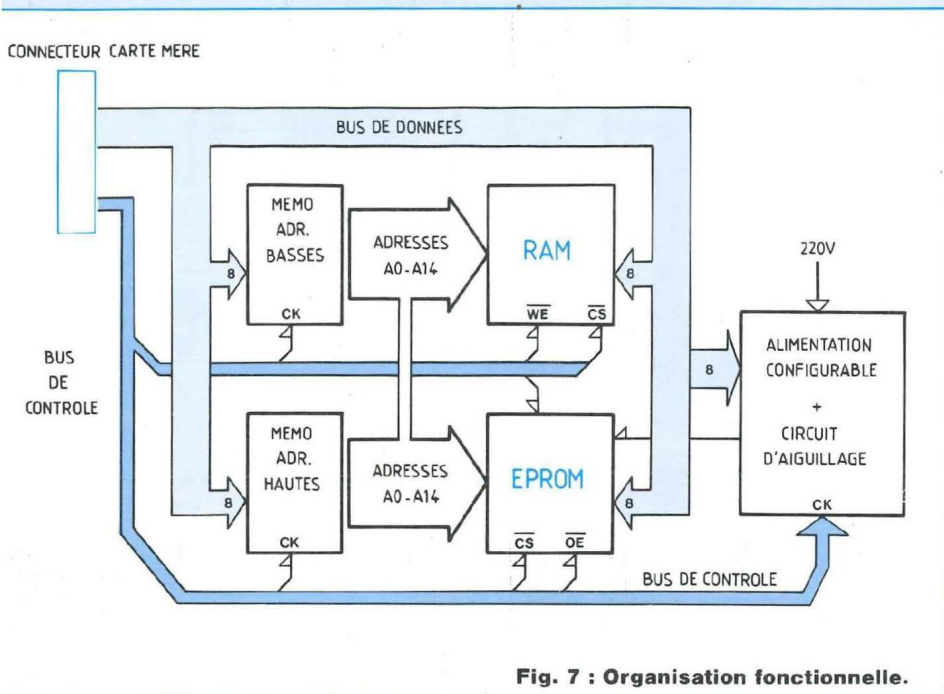 CONNECTEUR CARTE MERE
BUS DE DONNEES
MEMO
ADR.
BASSES
CK
ADRESSES
A0-A14
RAM
WE
CS
8
8
220V
BUS
DE
CONTROLE
ALIMENTATION
CONFIGURABLE
+
CIRCUIT
D'AIGUILLAGE
CK
8
MEMO
ADR.
HAUTES
CK
ADRESSES
A0-A14
EPROM
CS
OE
8
8
BUS DE CONTROLE
Fig. 7 : Organisation fonctionnelle.